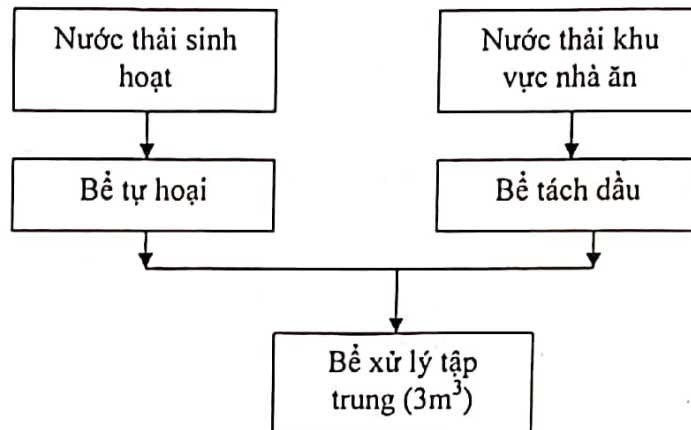 Nước thải sinh
hoạt
Nước thải khu
vực nhà ăn
Bể tự hoại
Bể tách dầu
Bể xử lý tập
trung (3m³)